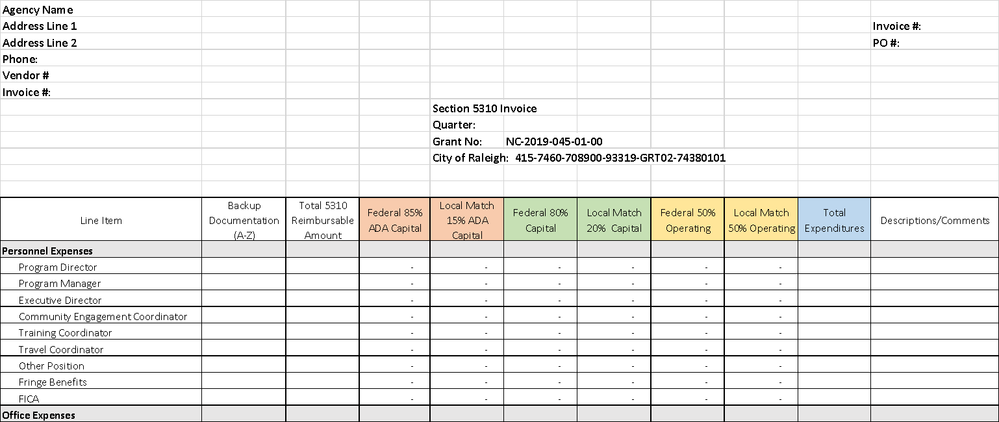 Agency Name
Address Line 1
Invoice #:
Address Line 2
PO #:
Phone:
Vendor #
Invoice #:
Section 5310 Invoice
Quarter:
Grant No: NC-2019-045-01-00
City of Raleigh: 415-7460-708900-93319-GRT02-74380101
Line Item
Backup
Documentation
(A-Z)
Total 5310
Reimbursable
Amount
Federal 85%
ADA Capital
Local Match
15% ADA
Capital
Federal 80%
Capital
Local Match
20% Capital
Federal 50%
Operating
Local Match
50% Operating
Total
Expenditures
Descriptions/Comments
Personnel Expenses
Program Director - - - - - -
Program Manager - - - - - -
Executive Director - - - - - -
Community Engagement Coordinator - - - - - -
Training Coordinator - - - - - -
Travel Coordinator - - - - - -
Other Position - - - - - -
Fringe Benefits - - - - - -
FICA - - - - - -
Office Expenses